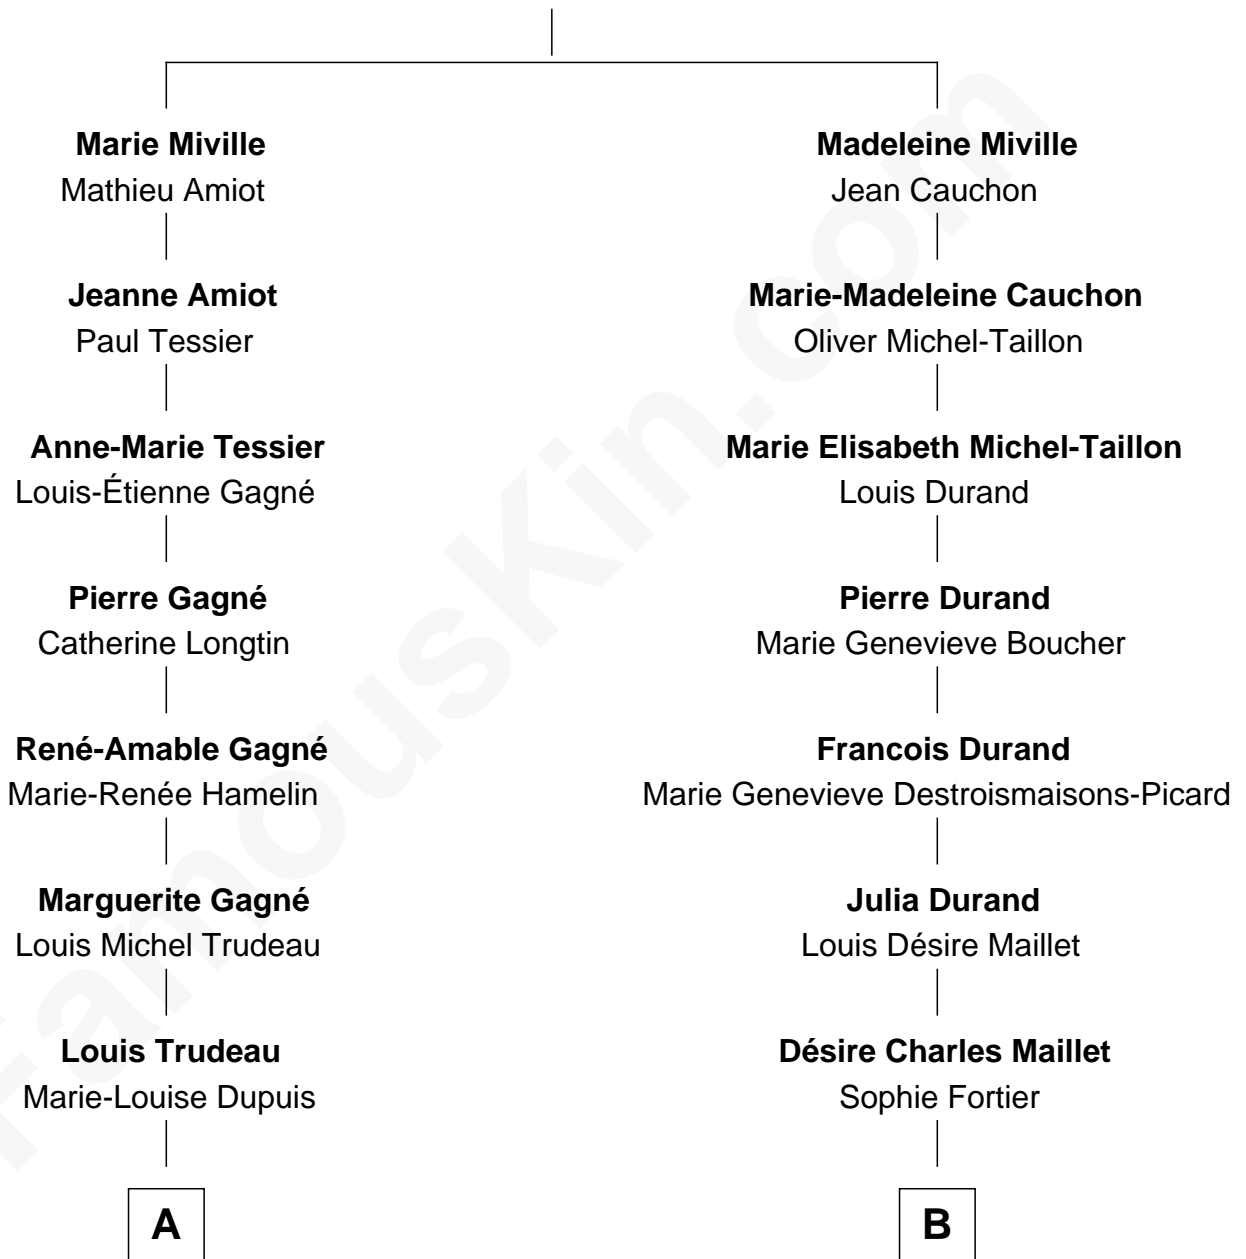 Marie Miville
Mathieu Amiot
Jeanne Amiot
Paul Tessier
Anne-Marie Tessier
Louis-Étienne Gagné
Pierre Gagné
Catherine Longtin
René-Amable Gagné
Marie-Renée Hamelin
Marguerite Gagné
Louis Michel Trudeau
Louis Trudeau
Marie-Louise Dupuis
A
Madeleine Miville
Jean Cauchon
Marie-Madeleine Cauchon
Oliver Michel-Taillon
Marie Elisabeth Michel-Taillon
Louis Durand
Pierre Durand
Marie Genevieve Boucher
Francois Durand
Marie Genevieve Destroismaisons-Picard
Julia Durand
Louis Désire Maillet
Désire Charles Maillet
Sophie Fortier
B
FamousKin.com